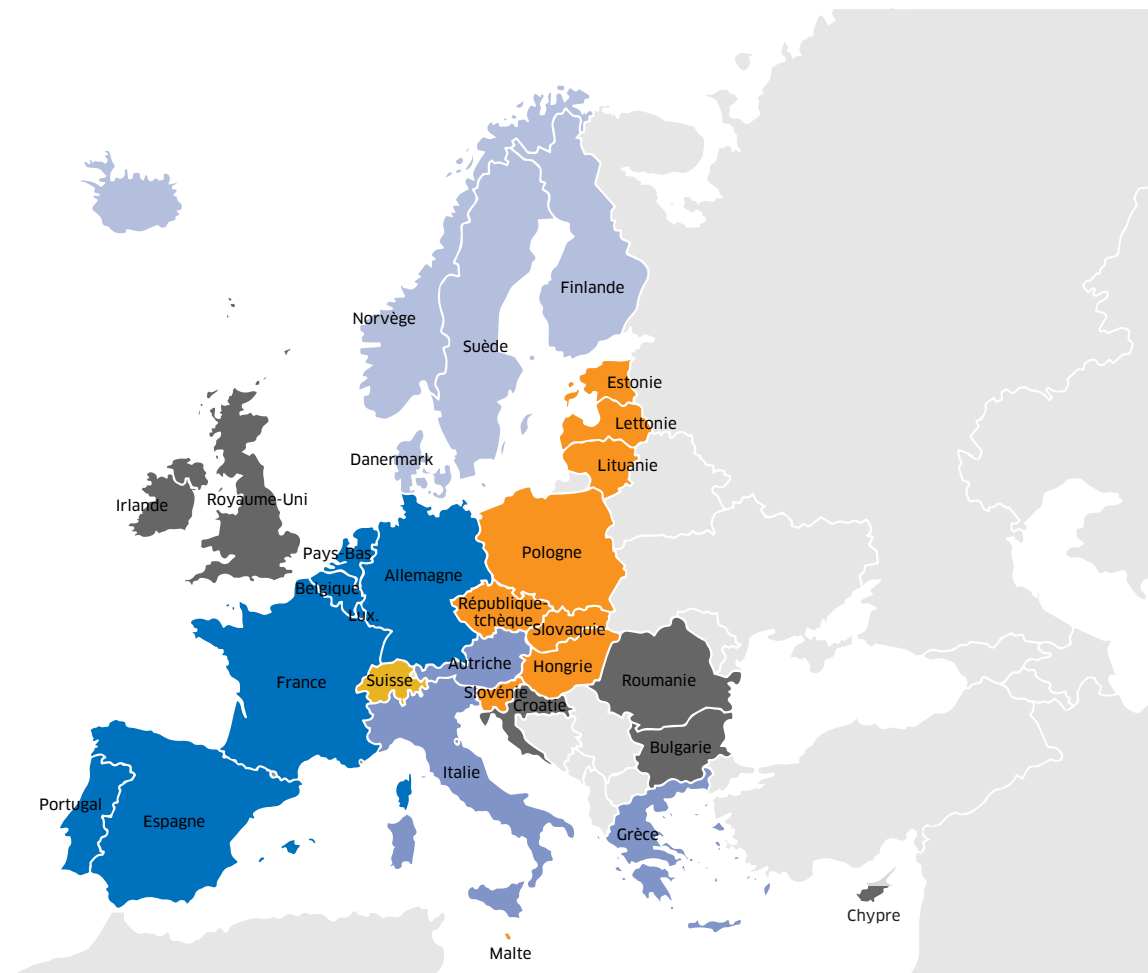 Finlande
Norvège
Suède
Estonie
Lettonie
Danermark
Lituanie
Irlande
Royaume-Uni
Pays-Bas
Pologne
Allemagne
Belgique
République-
tchèque
Lux.
Slovaquie
Autriche
Hongrie
Suisse
France
Roumanie
Slovénie
Croatie
Bulgarie
Italie
Portugal
Espagne
Grèce
Chypre
Malte